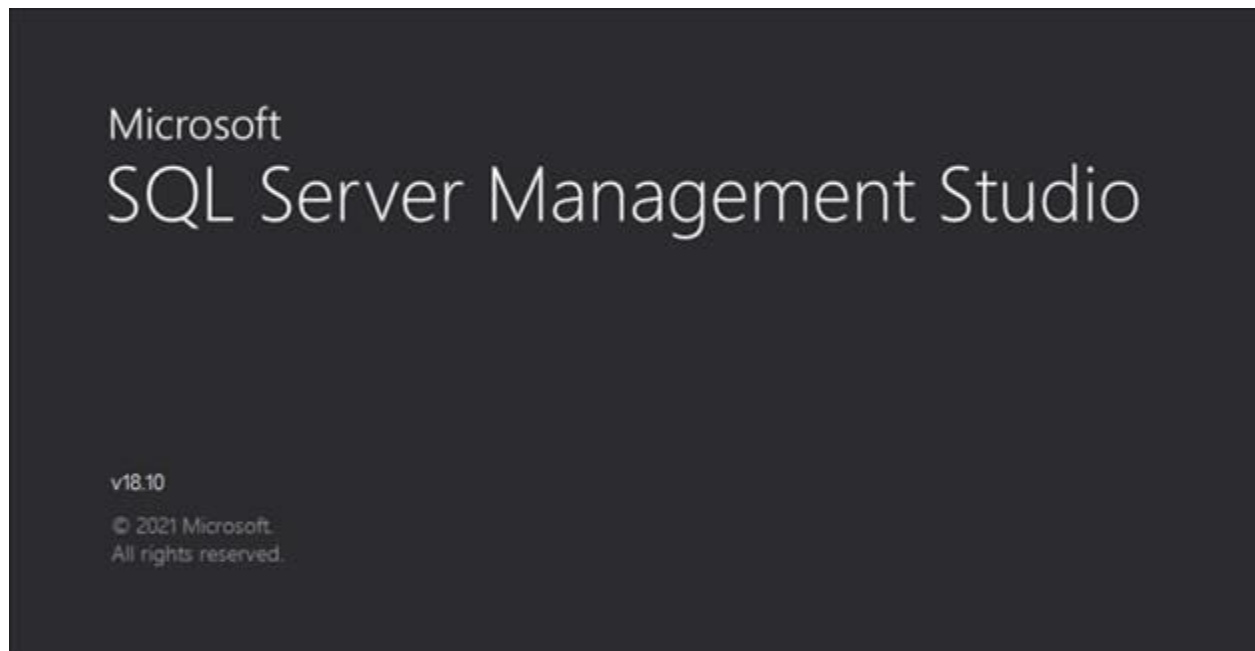 Microsoft
SQL Server Management Studio
v18.10
© 2021 Microsoft.
All rights reserved.